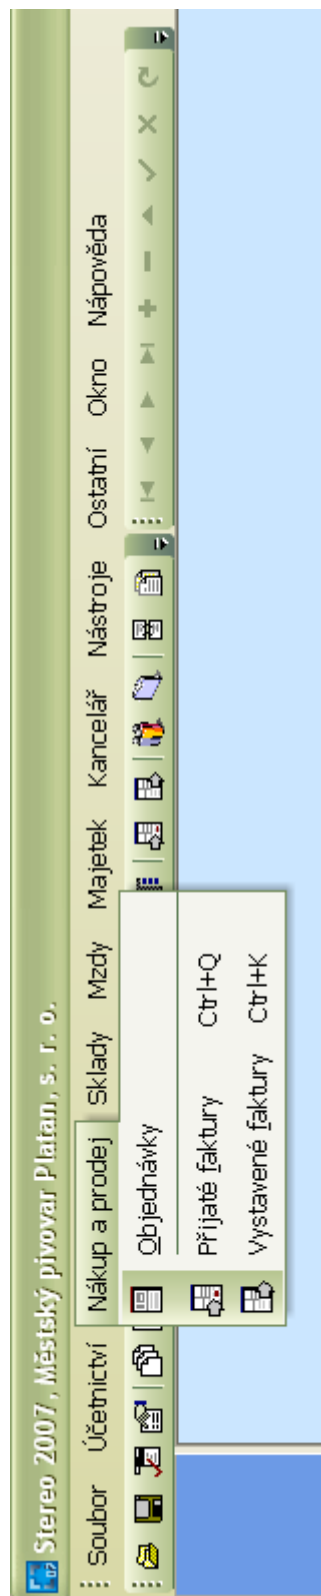 Stereo 2007, Městský pivovar Platan, s. r. o.
Soubor Účetnictví Nákup a prodej Sklady Mzdy Majetek Kancelář Nástroje Ostatní Okno Nápověda
Objednávky
Přijaté faktury Ctrl+Q
Vystavené faktury Ctrl+K